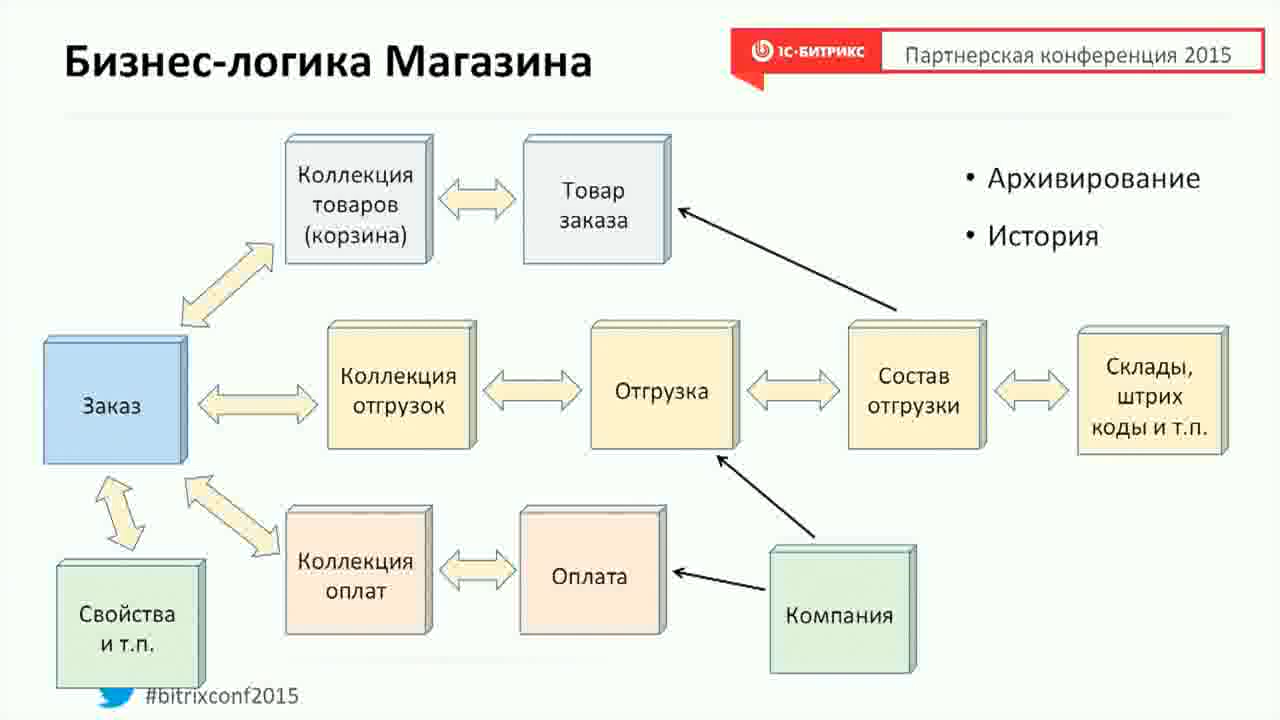 Бизнес-логика Магазина
1С·БИТРИКС
Партнерская конференция 2015
Коллекция
товаров
(корзина)
Товар
заказа
• Архивирование
• История
Заказ
Коллекция
отгрузок
Отгрузка
Состав
отгрузки
Склады,
штрих
коды и т.п.
Свойства
и т.п.
Коллекция
оплат
Оплата
Компания
#bitrixconf2015